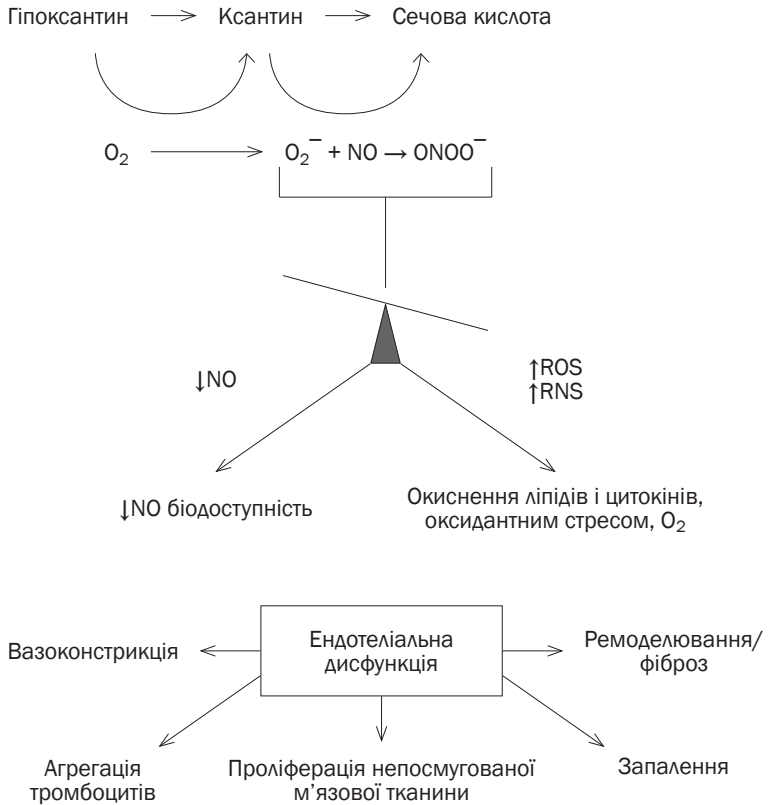 Гіпоксантин → Ксантин → Сечова кислота
O₂ → O₂⁻ + NO → ONOO⁻
↓NO
↑ROS
↑RNS
↓NO біодоступність
Окиснення ліпідів і цитокінів,
оксидантним стресом, O₂
Ендотеліальна
дисфункція
Вазоконстрикція
Ремоделювання/
фіброз
Агрегація
тромбоцитів
Проліферація непосмугованої
м’язової тканини
Запалення